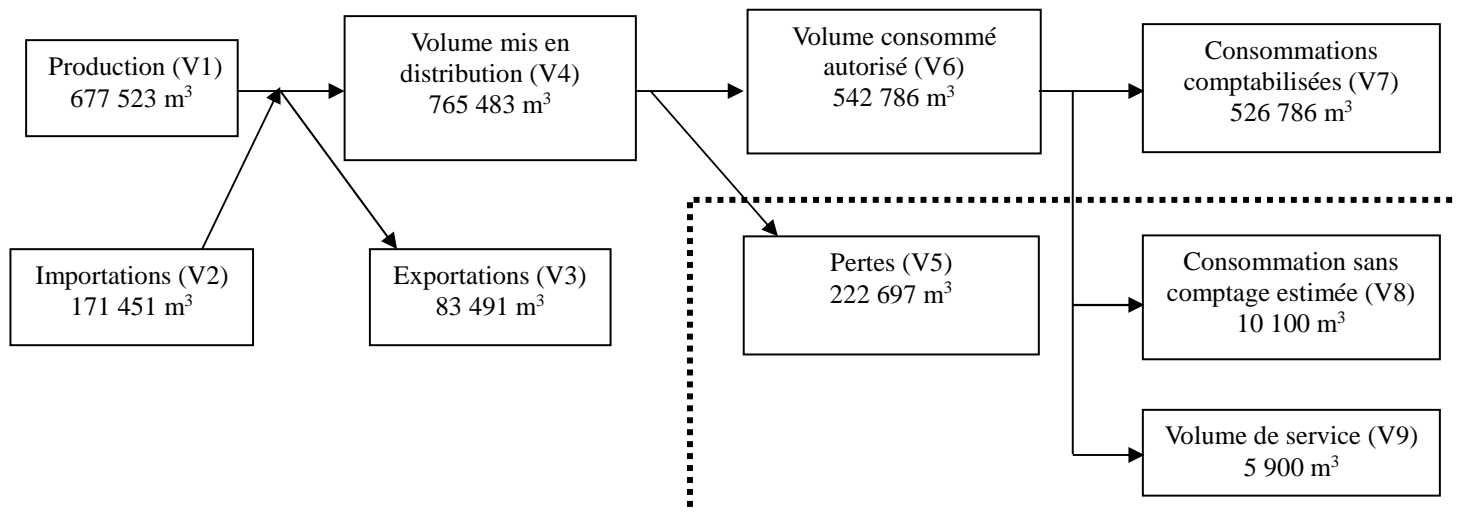 Production (V1)
677 523 m³
Volume mis en
distribution (V4)
765 483 m³
Volume consommé
autorisé (V6)
542 786 m³
Consommations
comptabilisées (V7)
526 786 m³
Importations (V2)
171 451 m³
Exportations (V3)
83 491 m³
Pertes (V5)
222 697 m³
Consommation sans
comptage estimée (V8)
10 100 m³
Volume de service (V9)
5 900 m³